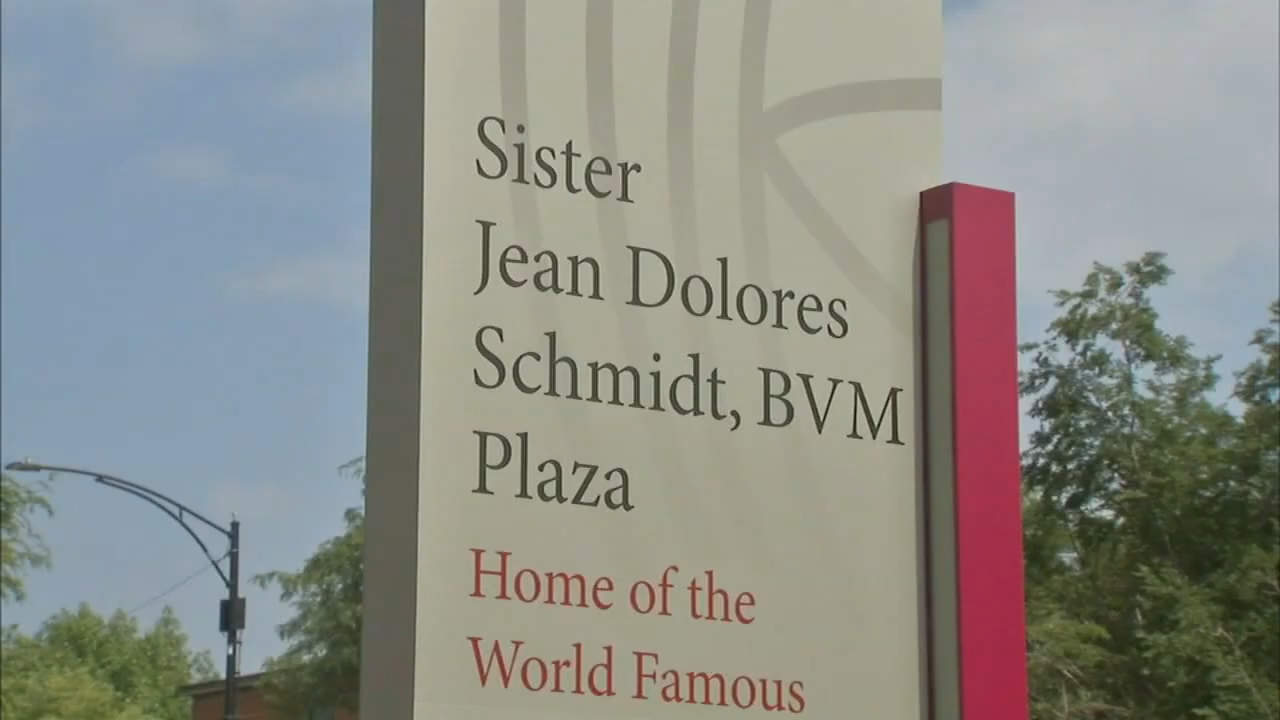 Sister
Jean Dolores
Schmidt, BVM
Plaza
Home of the
World Famous